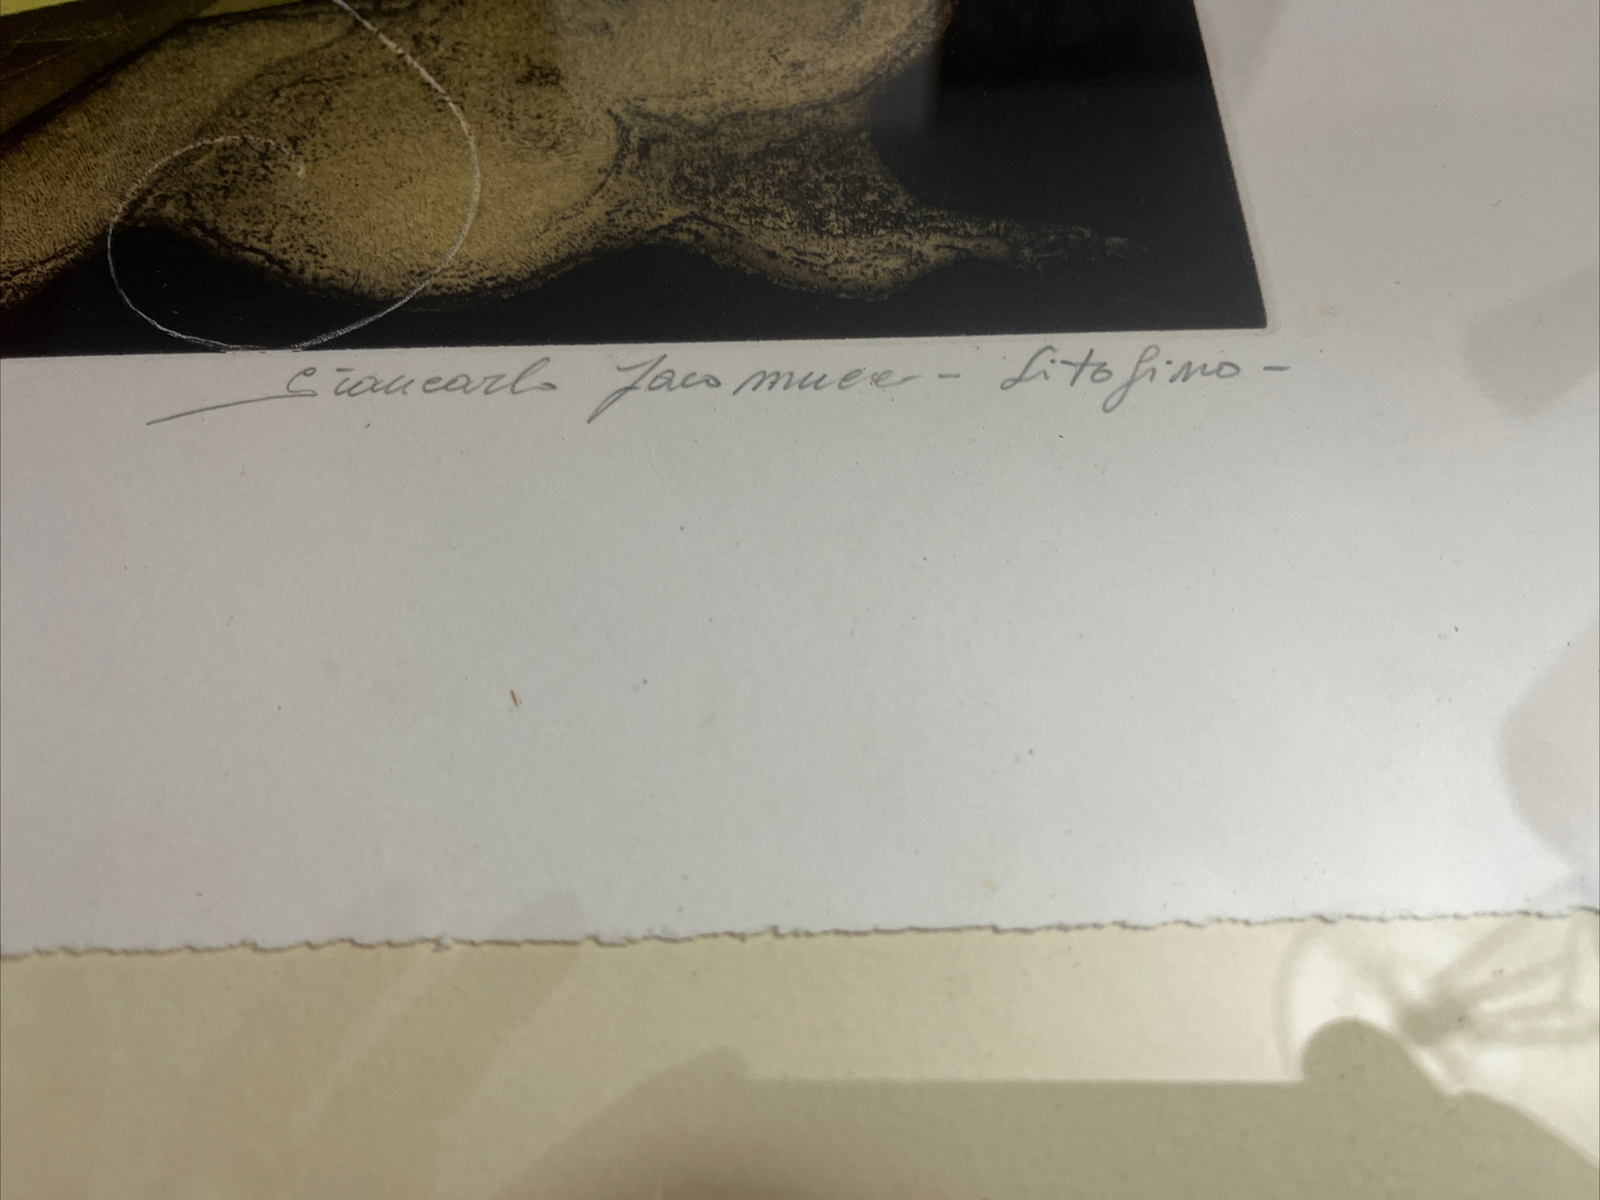 Giancarlo Jacomucci - -